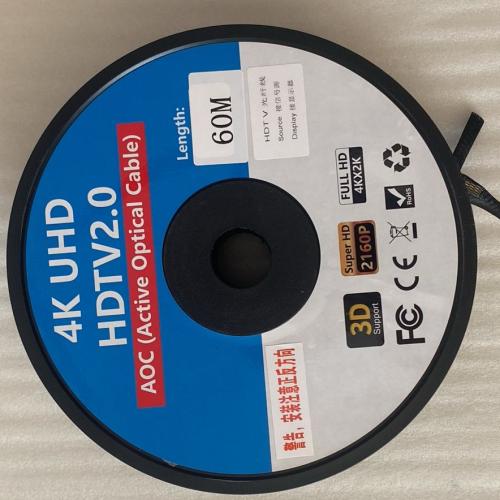 4K UHD
HDTV2.0
AOC (Active Optical Cable)
Length:
60M
HDTV 光纤线
Source 接信号源
Display 接显示器
FULL HD
4KX2K
RoHS
Super HD
2160P
3D
Support
FC CE
警告：安装注意正反方向